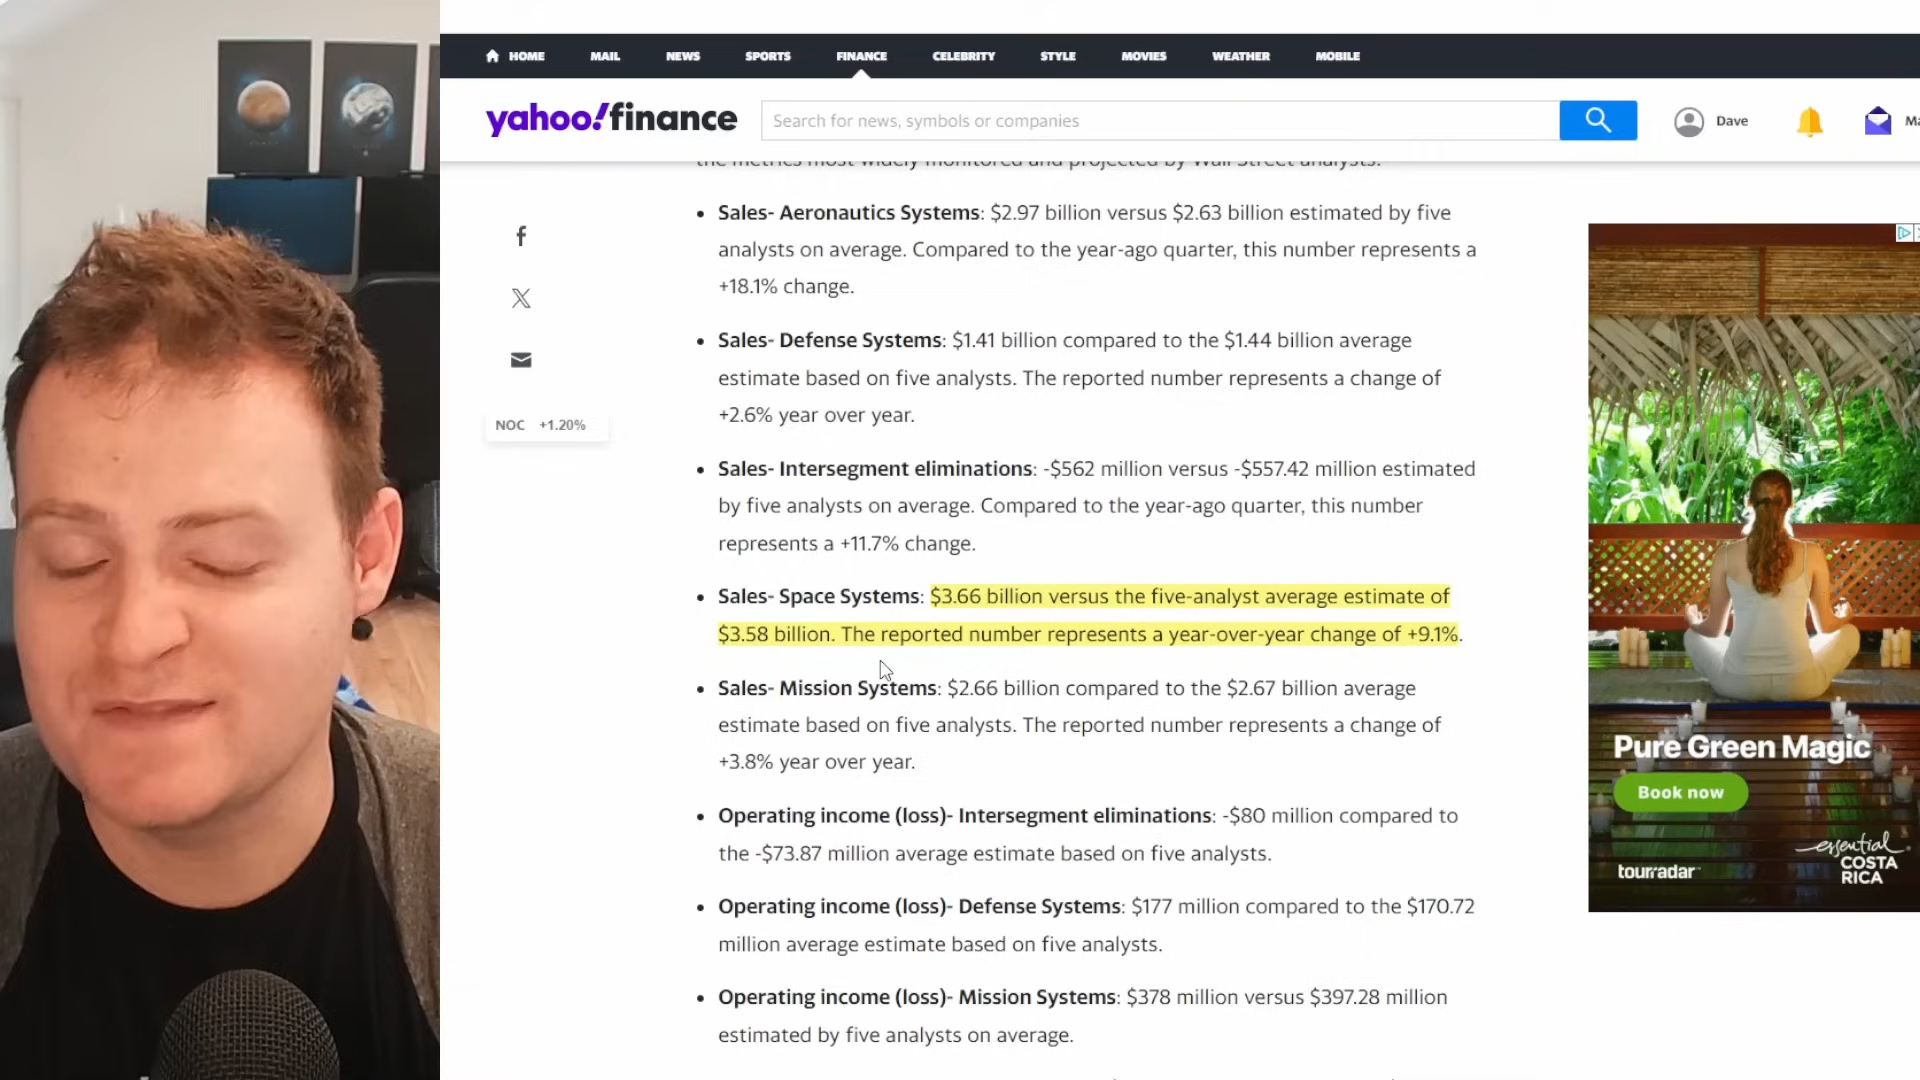 HOME MAIL NEWS SPORTS FINANCE CELEBRITY STYLE MOVIES WEATHER MOBILE
yahoo!finance Search for news, symbols or companies Dave
the metrics most widely monitored and projected by Wall Street analysts.
• Sales- Aeronautics Systems: $2.97 billion versus $2.63 billion estimated by five
analysts on average. Compared to the year-ago quarter, this number represents a
+18.1% change.
• Sales- Defense Systems: $1.41 billion compared to the $1.44 billion average
estimate based on five analysts. The reported number represents a change of
+2.6% year over year.
NOC +1.20%
• Sales- Intersegment eliminations: -$562 million versus -$557.42 million estimated
by five analysts on average. Compared to the year-ago quarter, this number
represents a +11.7% change.
• Sales- Space Systems: $3.66 billion versus the five-analyst average estimate of
$3.58 billion. The reported number represents a year-over-year change of +9.1%.
• Sales- Mission Systems: $2.66 billion compared to the $2.67 billion average
estimate based on five analysts. The reported number represents a change of
+3.8% year over year.
• Operating income (loss)- Intersegment eliminations: -$80 million compared to
the -$73.87 million average estimate based on five analysts.
• Operating income (loss)- Defense Systems: $177 million compared to the $170.72
million average estimate based on five analysts.
• Operating income (loss)- Mission Systems: $378 million versus $397.28 million
estimated by five analysts on average.
Pure Green Magic
Book now
essential
COSTA
RICA
tourradar